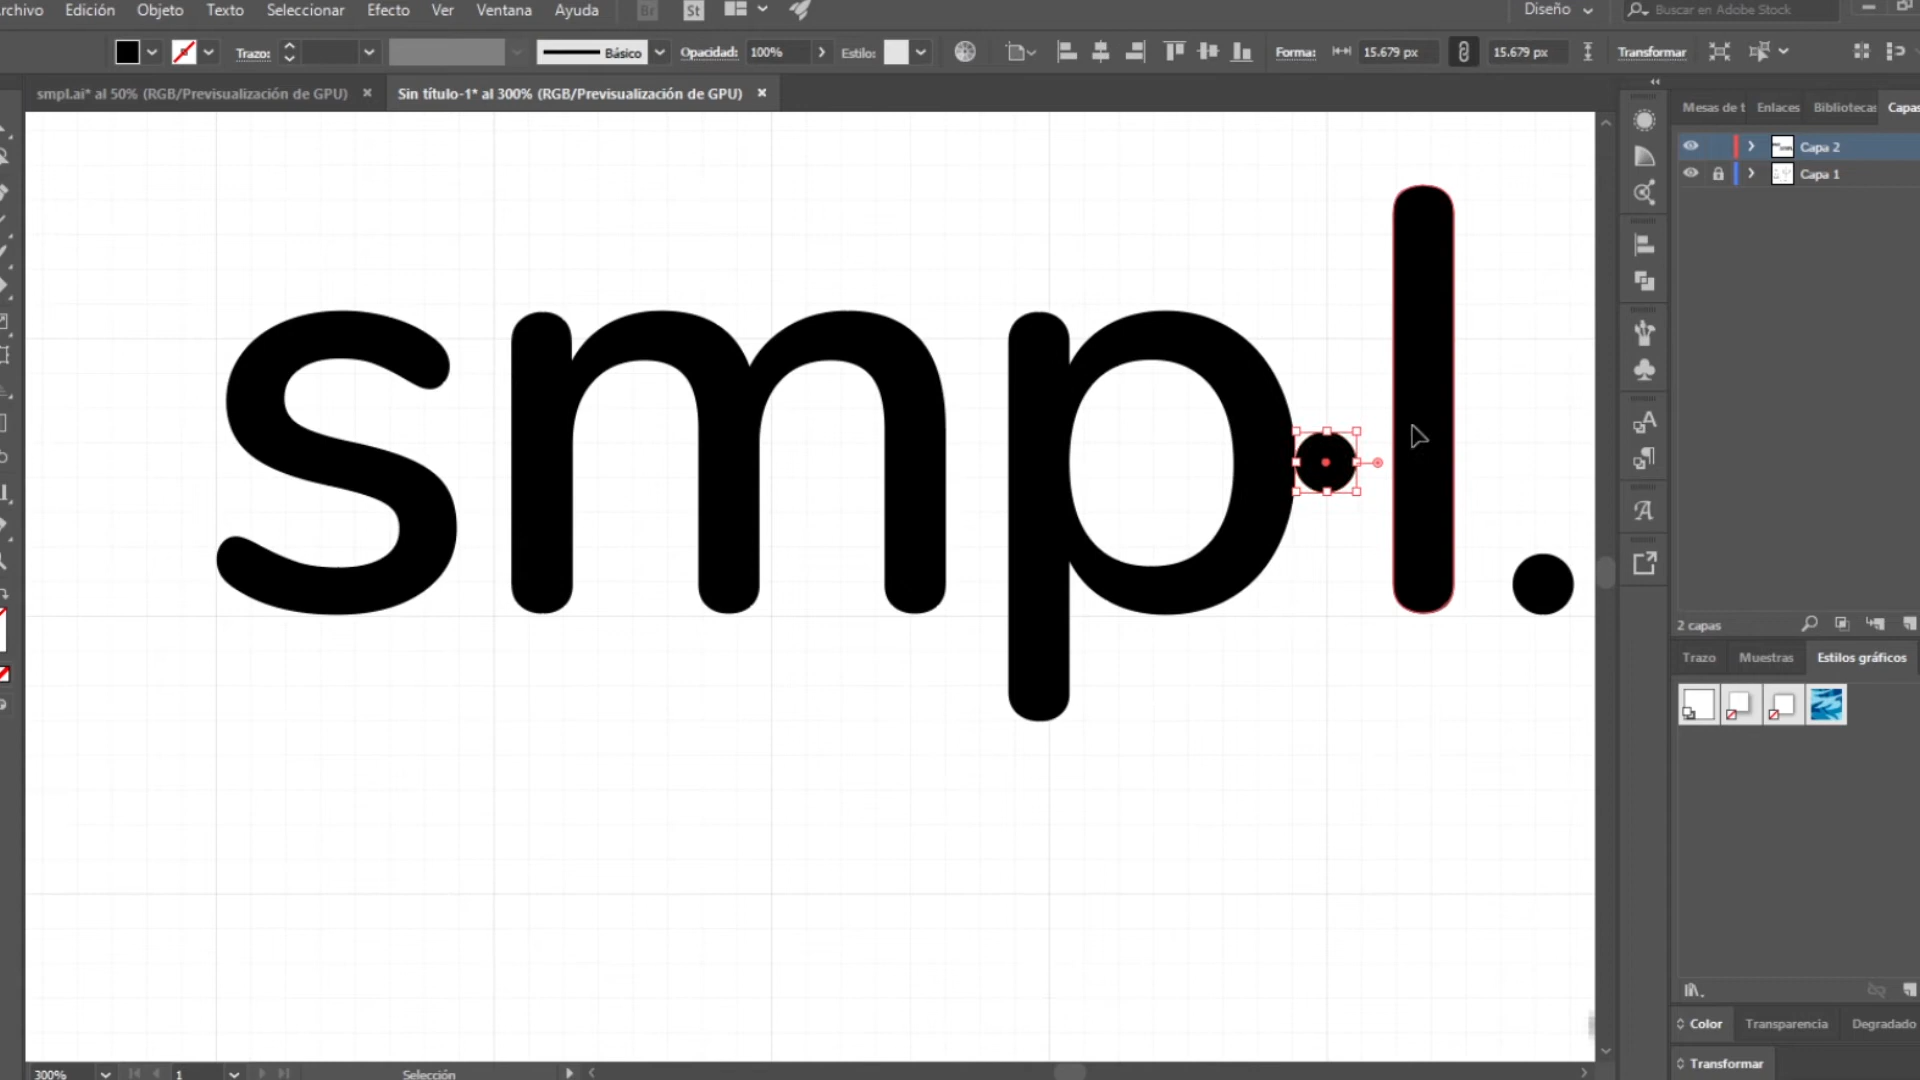 rchivo Edición Objeto Texto Seleccionar Efecto Ver Ventana Ayuda Br St Diseño Buscar en Adobe Stock
Trazo: Básico Opacidad: 100% Estilo: Forma: 15.679 px 15.679 px Transformar
smpl.ai* al 50% (RGB/Previsualización de GPU) × Sin título-1* al 300% (RGB/Previsualización de GPU) ×
Mesas de t Enlaces Bibliotecas Capas
Capa 2
Capa 1
smpl.
2 capas
Trazo Muestras Estilos gráficos
Color Transparencia Degradado
Transformar
300% 1 Selección